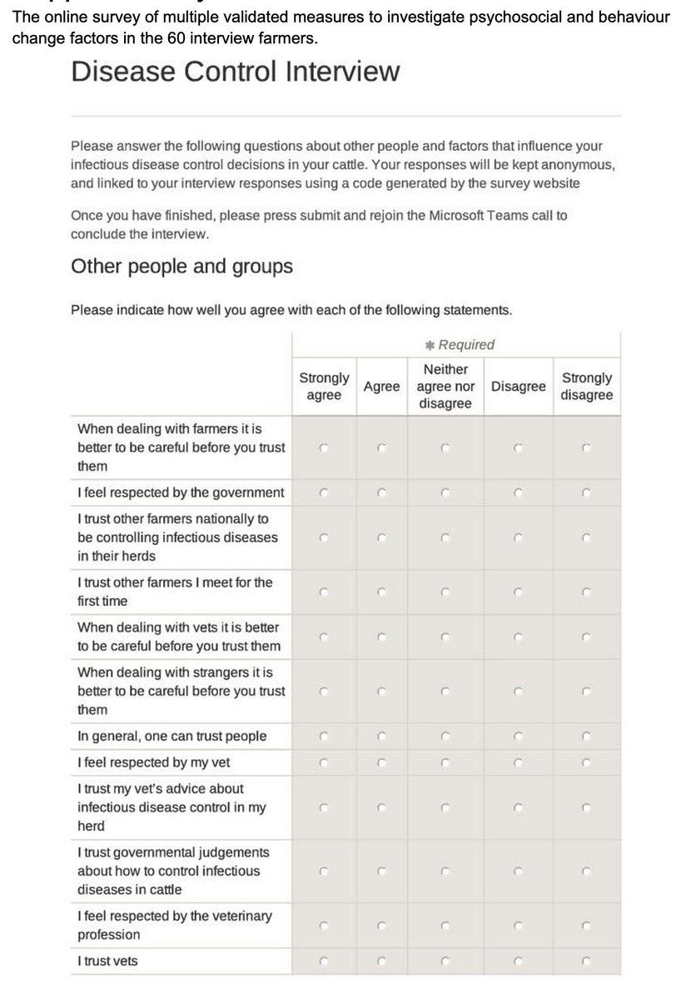 The online survey of multiple validated measures to investigate psychosocial and behaviour
change factors in the 60 interview farmers.
Disease Control Interview
Please answer the following questions about other people and factors that influence your
infectious disease control decisions in your cattle. Your responses will be kept anonymous,
and linked to your interview responses using a code generated by the survey website
Once you have finished, please press submit and rejoin the Microsoft Teams call to
conclude the interview.
Other people and groups
Please indicate how well you agree with each of the following statements.
* Required
Strongly
agree
Agree
Neither
agree nor
disagree
Disagree
Strongly
disagree
When dealing with farmers it is
better to be careful before you trust
them
I feel respected by the government
I trust other farmers nationally to
be controlling infectious diseases
in their herds
I trust other farmers I meet for the
first time
When dealing with vets it is better
to be careful before you trust them
When dealing with strangers it is
better to be careful before you trust
them
In general, one can trust people
I feel respected by my vet
I trust my vet's advice about
infectious disease control in my
herd
I trust governmental judgements
about how to control infectious
diseases in cattle
I feel respected by the veterinary
profession
I trust vets